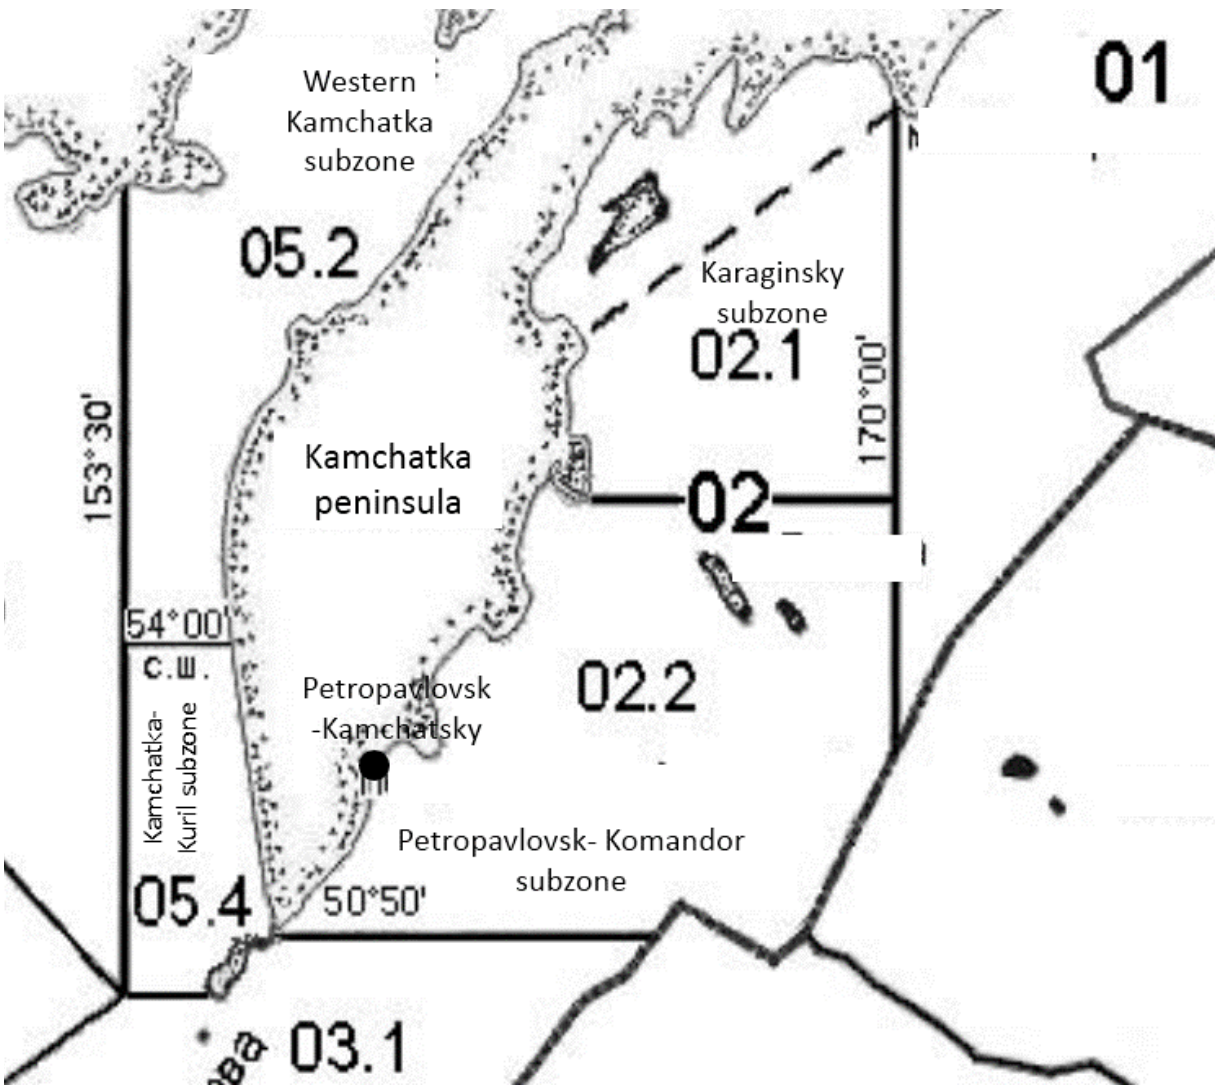 01
Western
Kamchatka
subzone
05.2
Karaginsky
subzone
02.1
170°00'
153°30'
Kamchatka
peninsula
02
54°00'
с.ш.
02.2
Petropavlovsk
-Kamchatsky
Kamchatka-
Kuril subzone
Petropavlovsk- Komandor
subzone
05.4
50°50'
03.1
ова